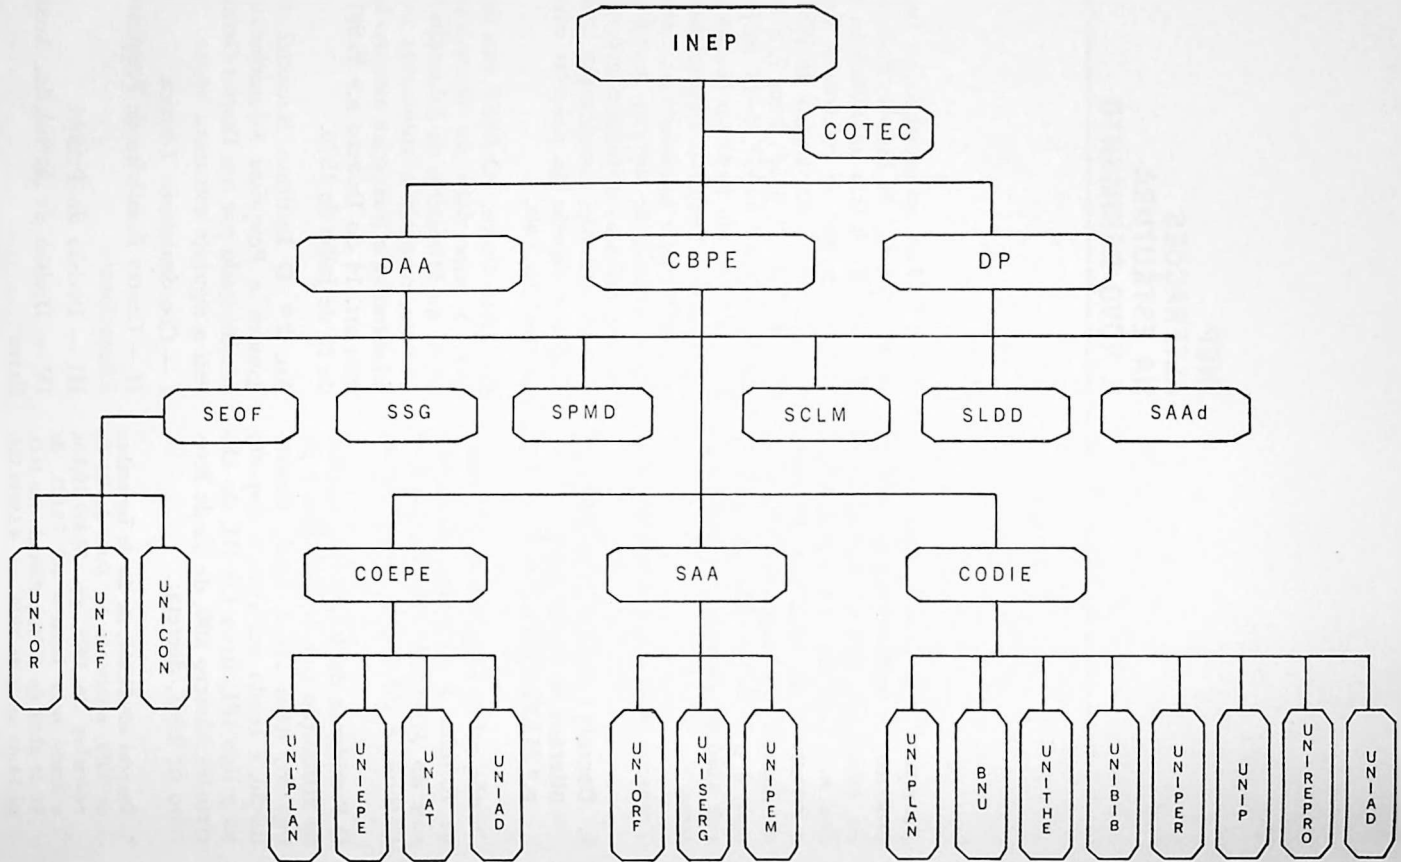 INEP
COTEC
DAA
CBPE
DP
SEOF
SSG
SPMD
SCLM
SLDD
SAAd
COEPE
SAA
CODIE
UNIOR
UNIEF
UNICON
UNIPLAN
UNIEPE
UNIAT
UNIAD
UNIORF
UNISERG
UNIPEM
UNIPLAN
BNU
UNITHE
UNIBIB
UNIPER
UNIP
UNIREPRO
UNIAD